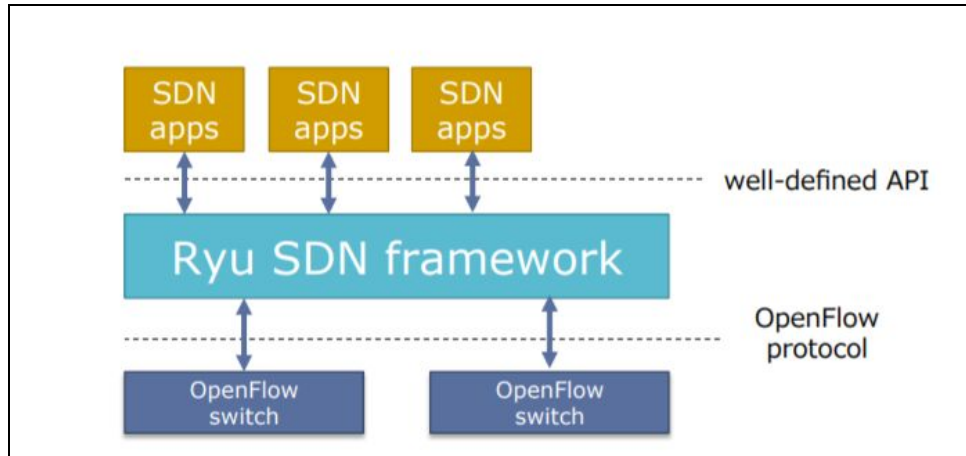 SDN
apps
SDN
apps
SDN
apps
well-defined API
Ryu SDN framework
OpenFlow
protocol
OpenFlow
switch
OpenFlow
switch